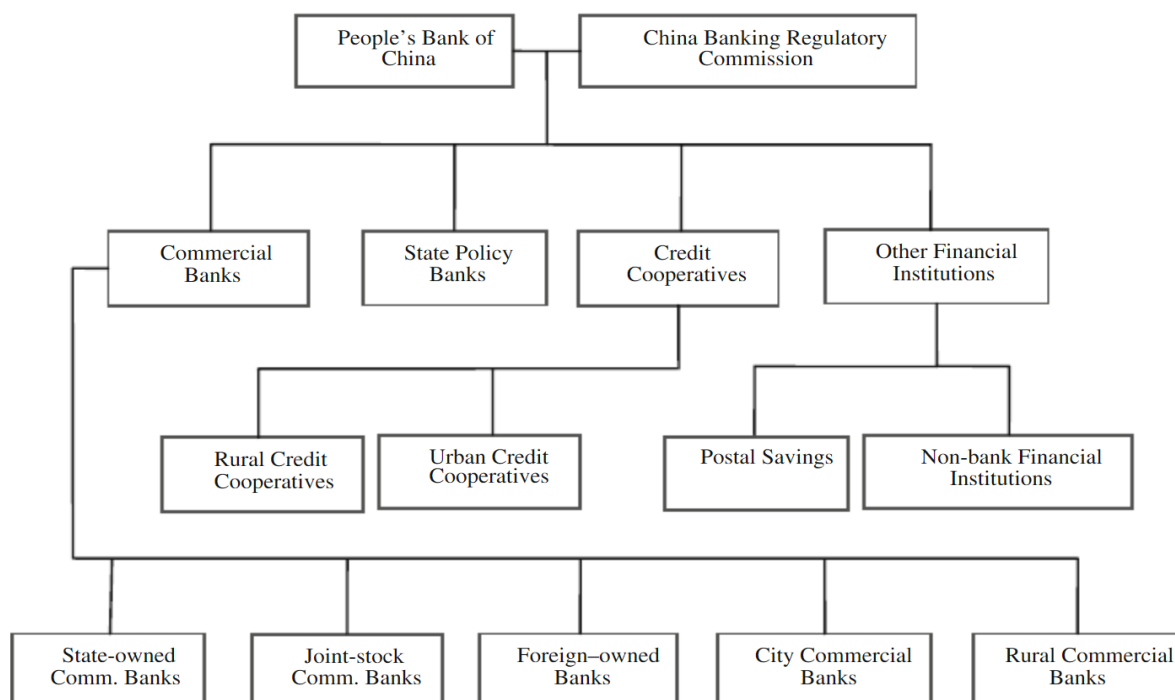 People's Bank of
China
China Banking Regulatory
Commission
Commercial
Banks
State Policy
Banks
Credit
Cooperatives
Other Financial
Institutions
Rural Credit
Cooperatives
Urban Credit
Cooperatives
Postal Savings
Non-bank Financial
Institutions
State-owned
Comm. Banks
Joint-stock
Comm. Banks
Foreign–owned
Banks
City Commercial
Banks
Rural Commercial
Banks